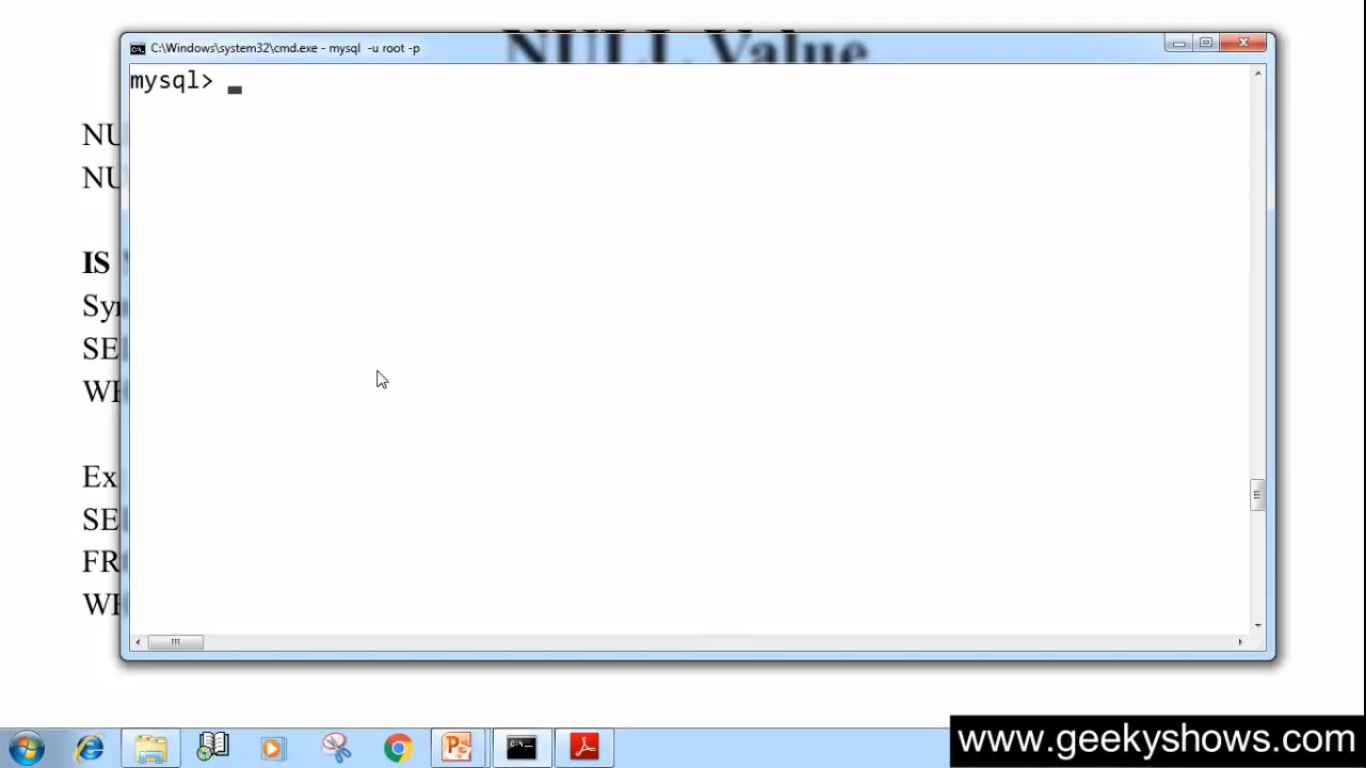 NULL Value
C:\Windows\system32\cmd.exe - mysql -u root -p
mysql>
NU
NU
IS
Syn
SE
WH
Ex
SE
FR
WH
www.geekyshows.com